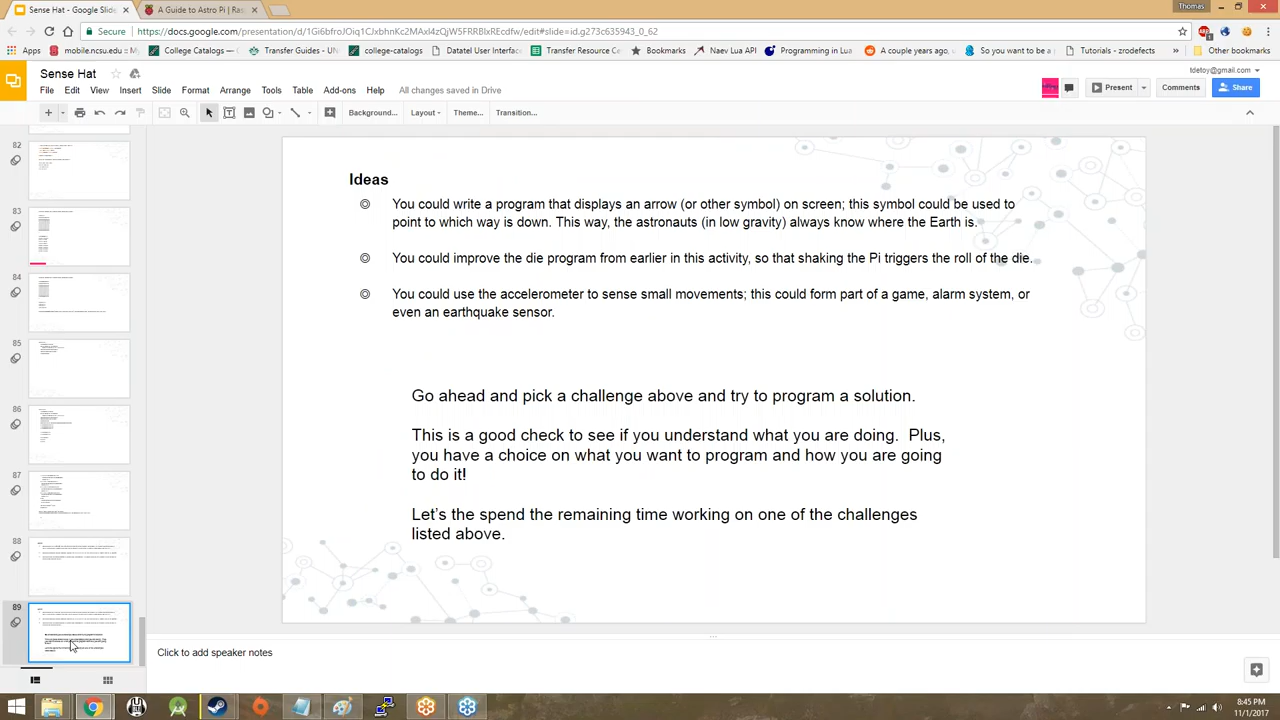 Thomas
Sense Hat - Google Slid
A Guide to Astro Pi | Ras
Secure
https://docs.google.com/presentation/d/1Gi6bfroJOiq1CJxbhnKc2MAxl4zQjW5FRRBIxREcdfw/edit#slide=id.g273c635943_0_62
Apps
mobile.ncsu.edu - M
College Catalogs —
Transfer Guides - UN
college-catalogs
Datatel User Interfac
Transfer Resource C
Bookmarks
Naev Lua API
Programming in Lua
A couple years ago,
So you want to be a
Tutorials - zorodefects
»
Other bookmarks
Sense Hat
tdetoy@gmail.com
File Edit View Insert Slide Format Arrange Tools Table Add-ons Help All changes saved in Drive
Present
Comments
Share
Background...
Layout
Theme...
Transition...
82
83
84
85
86
87
88
89
Ideas
You could write a program that displays an arrow (or other symbol) on screen; this symbol could be used to
point to which way is down. This way, the astronauts (in low gravity) always know where the Earth is.
You could improve the die program from earlier in this activity so that shaking the Pi triggers the roll of the die.
You could use the accelerometer to sense small movements; this could form part of a game, alarm system, or
even an earthquake sensor.
Go ahead and pick a challenge above and try to program a solution.
This is a good check to see if you understand what you are doing. Plus,
you have a choice on what you want to program and how you are going
to do it!
Let's the spend the remaining time working on one of the challenges
listed above.
Click to add speaker notes
8:45 PM
11/1/2017